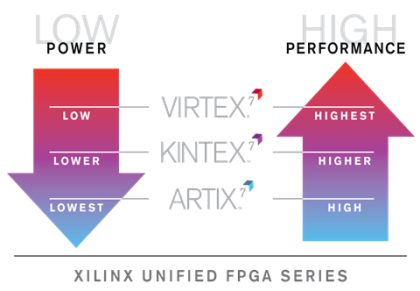 LOW
POWER
HIGH
PERFORMANCE
LOW
VIRTEX.7
HIGHEST
LOWER
KINTEX.7
HIGHER
LOWEST
ARTIX.7
HIGH
XILINX UNIFIED FPGA SERIES